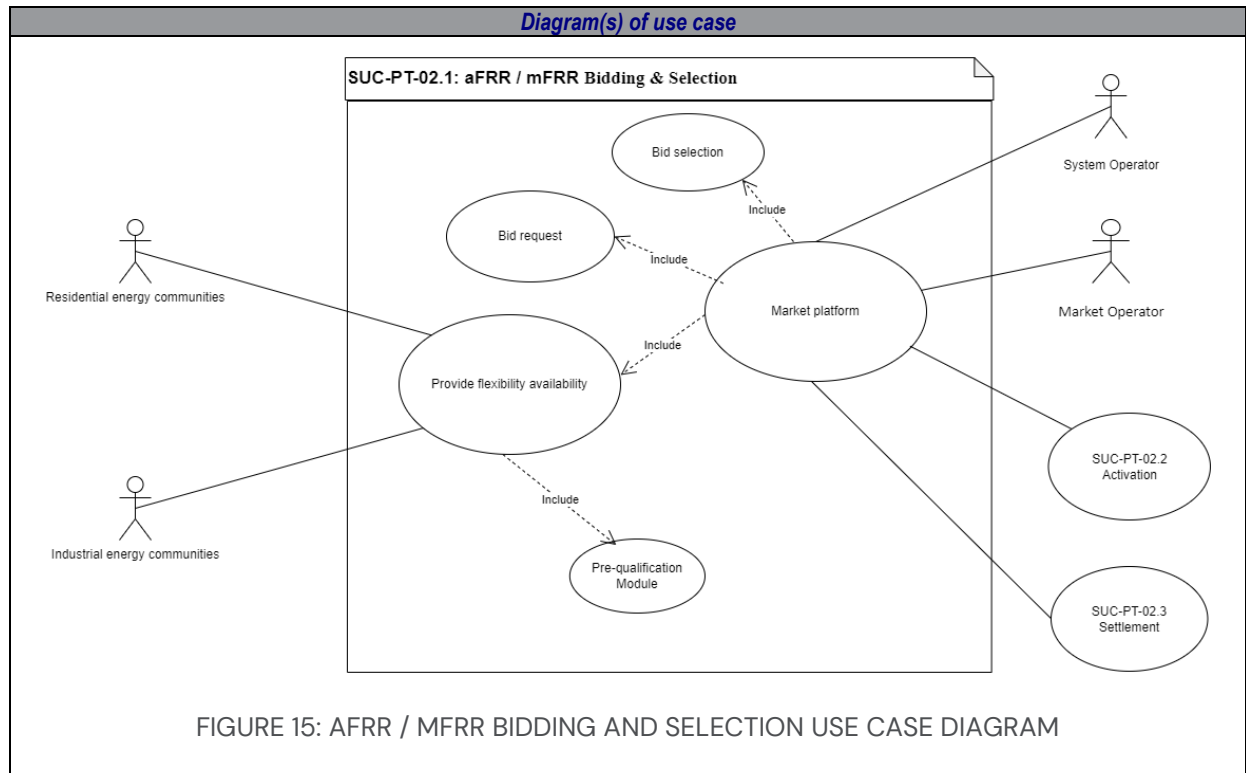 Diagram(s) of use case
SUC-PT-02.1: aFRR / mFRR Bidding & Selection
System Operator
Bid selection
Include
Bid request
Include
Residential energy communities
Market platform
Market Operator
Include
Provide flexibility availability
SUC-PT-02.2
Activation
Include
Industrial energy communities
Pre-qualification
Module
SUC-PT-02.3
Settlement
FIGURE 15: AFRR / MFRR BIDDING AND SELECTION USE CASE DIAGRAM